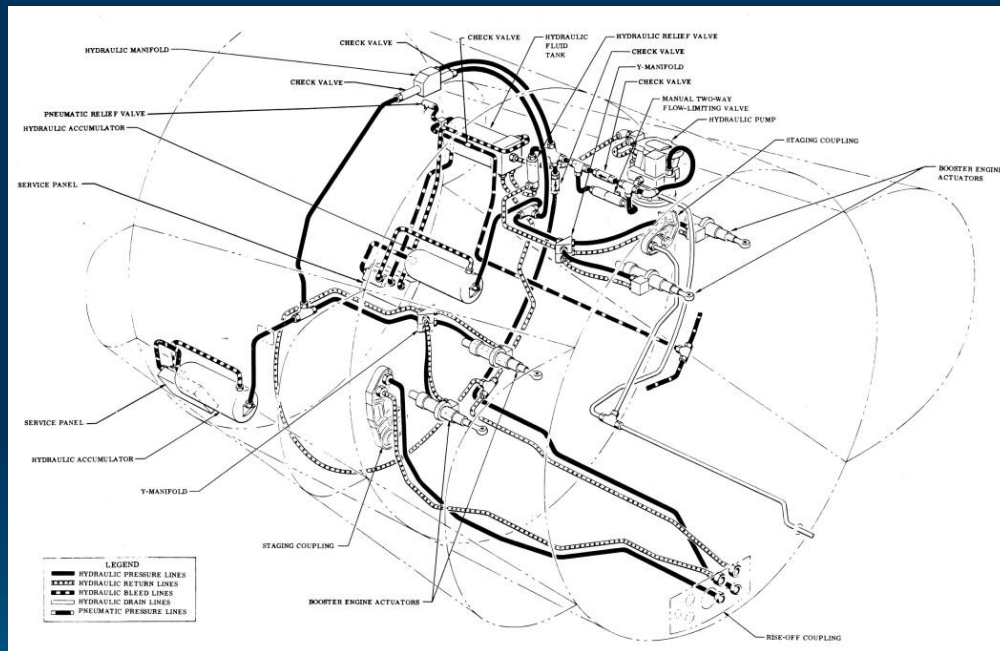 HYDRAULIC MANIFOLD
CHECK VALVE
CHECK VALVE
CHECK VALVE
HYDRAULIC
FLUID
TANK
HYDRAULIC RELIEF VALVE
CHECK VALVE
Y-MANIFOLD
CHECK VALVE
MANUAL TWO-WAY
FLOW-LIMITING VALVE
HYDRAULIC PUMP
STAGING COUPLING
BOOSTER ENGINE
ACTUATORS
PNEUMATIC RELIEF VALVE
HYDRAULIC ACCUMULATOR
SERVICE PANEL
SERVICE PANEL
HYDRAULIC ACCUMULATOR
Y-MANIFOLD
STAGING COUPLING
BOOSTER ENGINE ACTUATORS
RISE-OFF COUPLING
LEGEND
HYDRAULIC PRESSURE LINES
HYDRAULIC RETURN LINES
HYDRAULIC BLEED LINES
HYDRAULIC DRAIN LINES
PNEUMATIC PRESSURE LINES